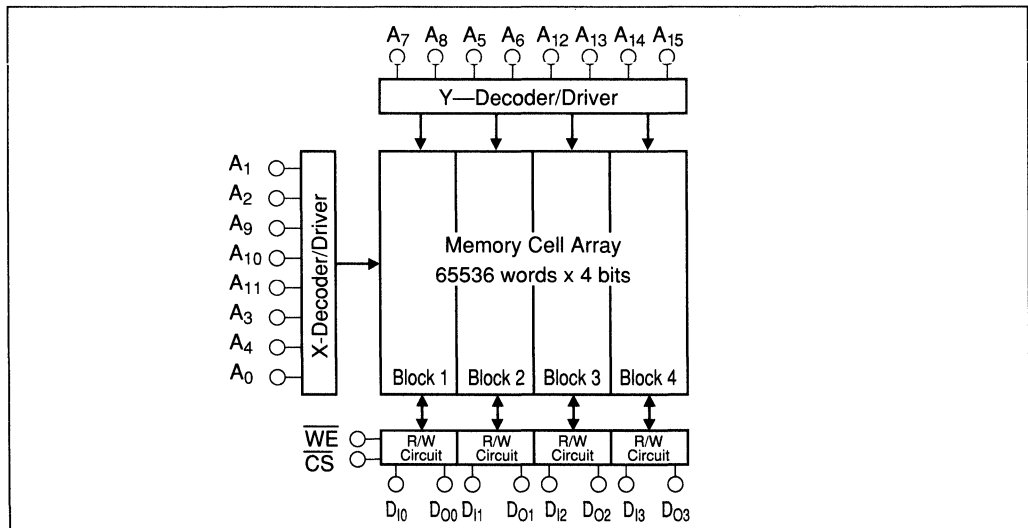 A7 A8 A5 A6 A12 A13 A14 A15
Y—Decoder/Driver
A1
A2
A9
A10
A11
A3
A4
A0
X-Decoder/Driver
Memory Cell Array
65536 words x 4 bits
Block 1 Block 2 Block 3 Block 4
WE
CS
R/W Circuit
R/W Circuit
R/W Circuit
R/W Circuit
DI0 DO0 DI1 DO1 DI2 DO2 DI3 DO3